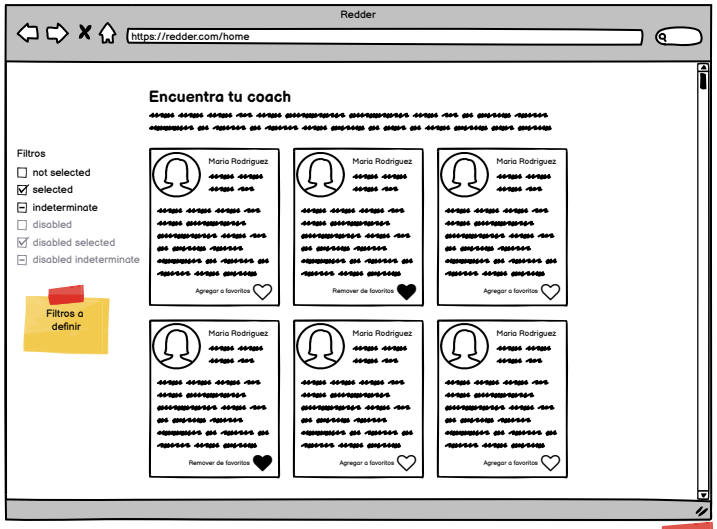 Redder
https://redder.com/home
Encuentra tu coach
Filtros
not selected
selected
indeterminate
disabled
disabled selected
disabled indeterminate
Filtros a
definir
Maria Rodriguez
Agregar a favoritos
Maria Rodriguez
Remover de favoritos
Maria Rodriguez
Agregar a favoritos
Maria Rodriguez
Remover de favoritos
Maria Rodriguez
Agregar a favoritos
Maria Rodriguez
Agregar a favoritos